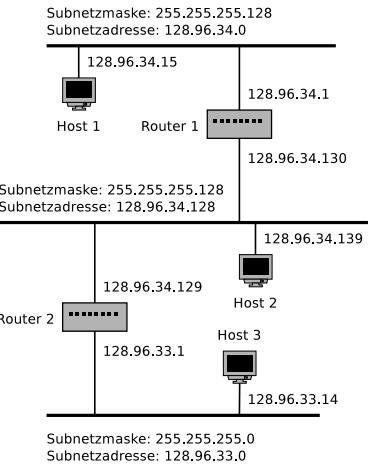 Subnetzmaske: 255.255.255.128
Subnetzadresse: 128.96.34.0
128.96.34.15
Host 1
128.96.34.1
Router 1
128.96.34.130
Subnetzmaske: 255.255.255.128
Subnetzadresse: 128.96.34.128
128.96.34.139
Host 2
128.96.34.129
Router 2
128.96.33.1
Host 3
128.96.33.14
Subnetzmaske: 255.255.255.0
Subnetzadresse: 128.96.33.0